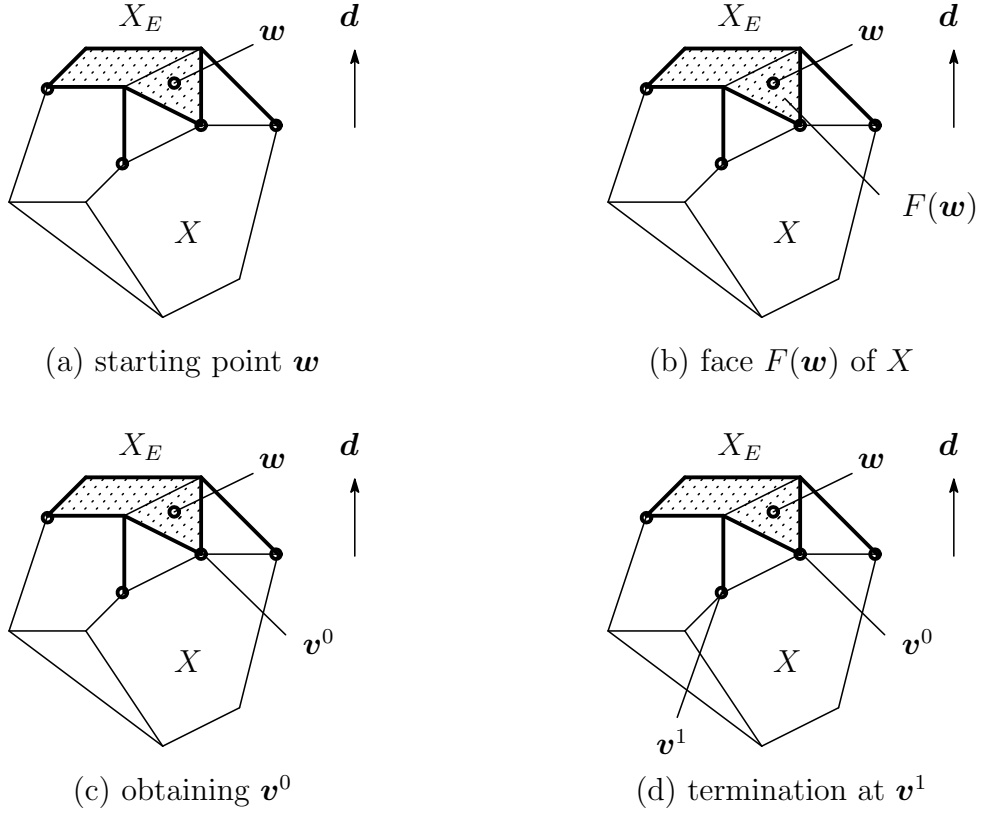 X_E
w
d
X
(a) starting point w
X_E
w
d
F(w)
X
(b) face F(w) of X
X_E
w
d
v^0
X
(c) obtaining v^0
X_E
w
d
v^0
X
v^1
(d) termination at v^1